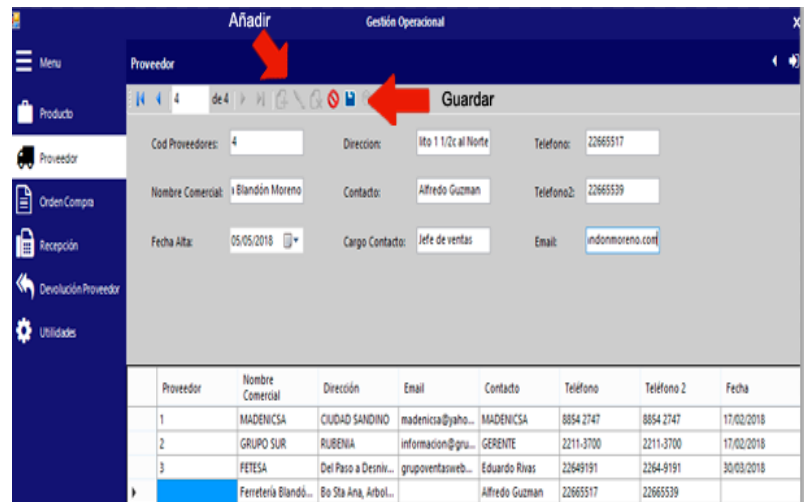 Añadir
Gestión Operacional
X
Menu
Proveedor
4 de 4
Guardar
Producto
Proveedor
Orden Compra
Recepción
Devolución Proveedor
Utilidades
Cod Proveedores: 4 Direccion: lito 1 1/2c al Norte Telefono: 22665517
Nombre Comercial: Blandón Moreno Contacto: Alfredo Guzman Telefono2: 22665539
Fecha Alta: 05/05/2018 Cargo Contacto: Jefe de ventas Email: ındonmoreno.com
Proveedor Nombre Comercial Dirección Email Contacto Teléfono Teléfono 2 Fecha
1 MADENICSA CIUDAD SANDINO madenicsa@yaho... MADENICSA 8854 2747 8854 2747 17/02/2018
2 GRUPO SUR RUBENIA informacion@gru... GERENTE 2211-3700 2211-3700 17/02/2018
3 FETESA Del Paso a Desniv... grupoventasweb... Eduardo Rivas 22649191 2264-9191 30/03/2018
Ferretería Blandó... Bo Sta Ana, Arbol... Alfredo Guzman 22665517 22665539